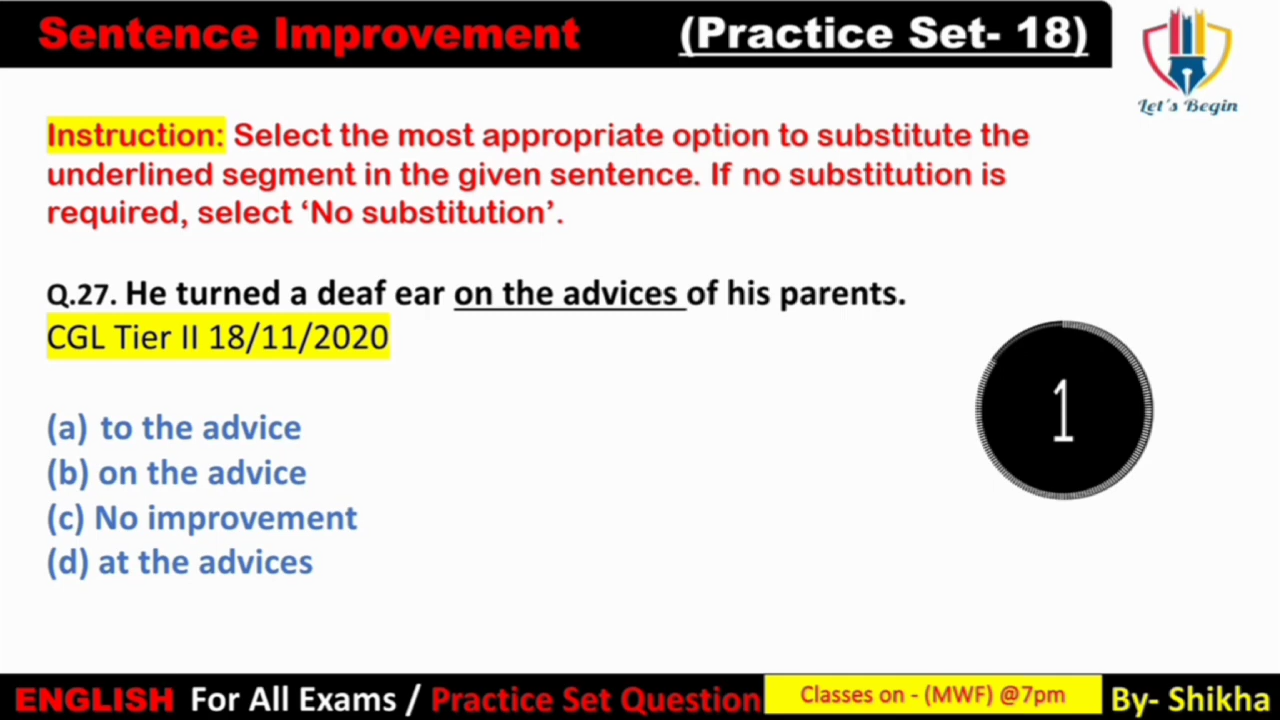 Sentence Improvement (Practice Set- 18)
Let's Begin
Instruction: Select the most appropriate option to substitute the
underlined segment in the given sentence. If no substitution is
required, select ‘No substitution’.
Q.27. He turned a deaf ear on the advices of his parents.
CGL Tier II 18/11/2020
(a) to the advice
(b) on the advice
(c) No improvement
(d) at the advices
1
ENGLISH For All Exams / Practice Set Question Classes on - (MWF) @7pm By- Shikha